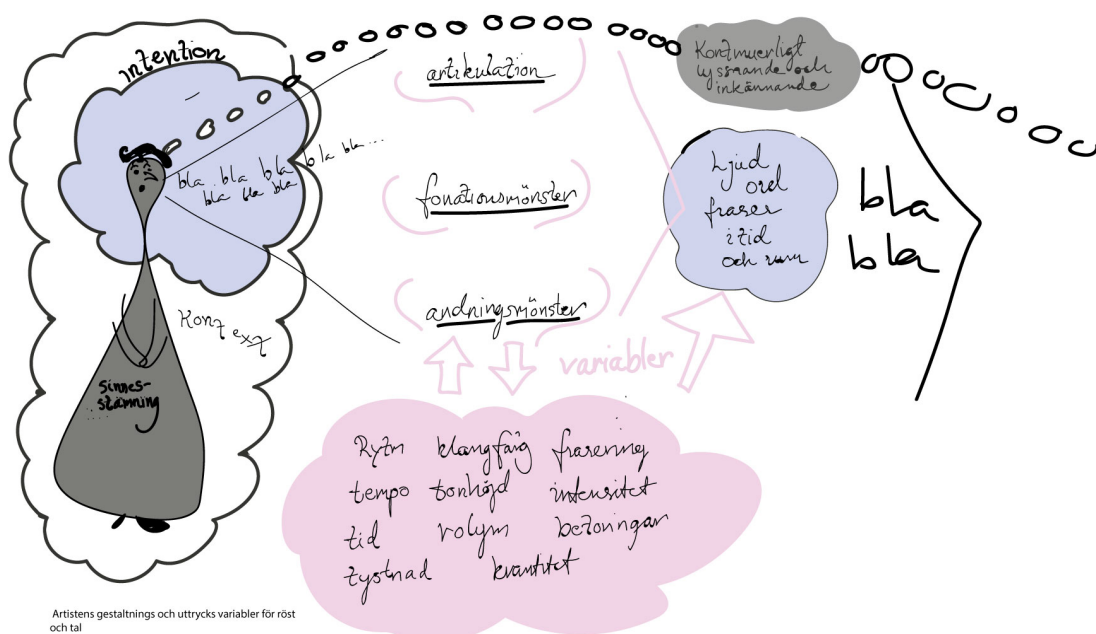 intention
bla bla bla bla bla...
bla bla bla
Kontext
Sinnes-
stämning
artikulation
fonationsmönster
andningsmönster
variabler
Rytm klangfärg frasering
tempo tonhöjd intensitet
tid volym betoningar
tystnad kvantitet
Kontinuerligt
lyssnande och
inkännande
Ljud
ord
fraser
i tid
och rum
bla
bla
Artistens gestaltnings och uttrycks variabler för röst
och tal